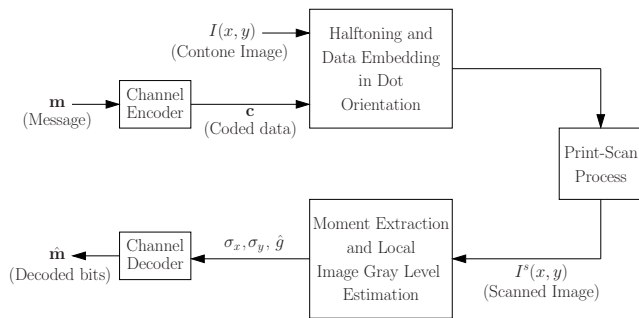 I(x, y)
(Contone Image)
Halftoning and
Data Embedding
in Dot
Orientation
m
(Message)
Channel
Encoder
c
(Coded data)
Print-Scan
Process
m̂
(Decoded bits)
Channel
Decoder
σx, σy, ĝ
Moment Extraction
and Local
Image Gray Level
Estimation
Iˢ(x, y)
(Scanned Image)